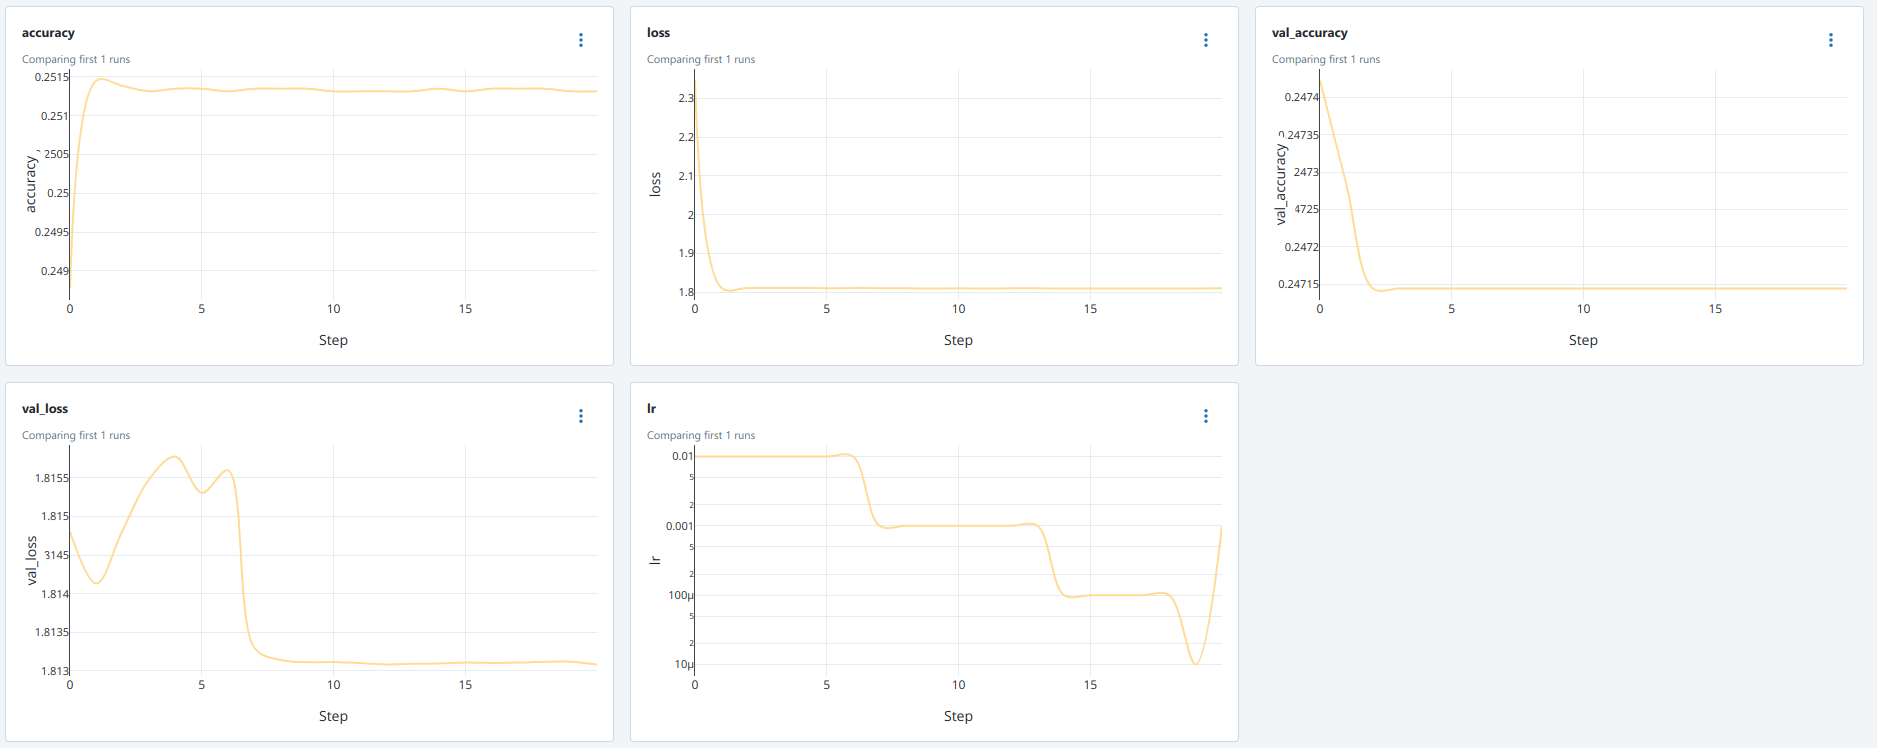 accuracy
Comparing first 1 runs
0.2515
0.251
2505
0.25
0.2495
0.249
accuracy
0 5 10 15
Step
loss
Comparing first 1 runs
2.3
2.2
2.1
2
1.9
1.8
loss
0 5 10 15
Step
val_accuracy
Comparing first 1 runs
0.2474
0.24735
2473
4725
0.2472
0.24715
val_accuracy
0 5 10 15
Step
val_loss
Comparing first 1 runs
1.8155
1.815
3145
1.814
1.8135
1.813
val_loss
0 5 10 15
Step
lr
Comparing first 1 runs
0.01
5
2
0.001
5
2
100μ
5
2
10μ
lr
0 5 10 15
Step